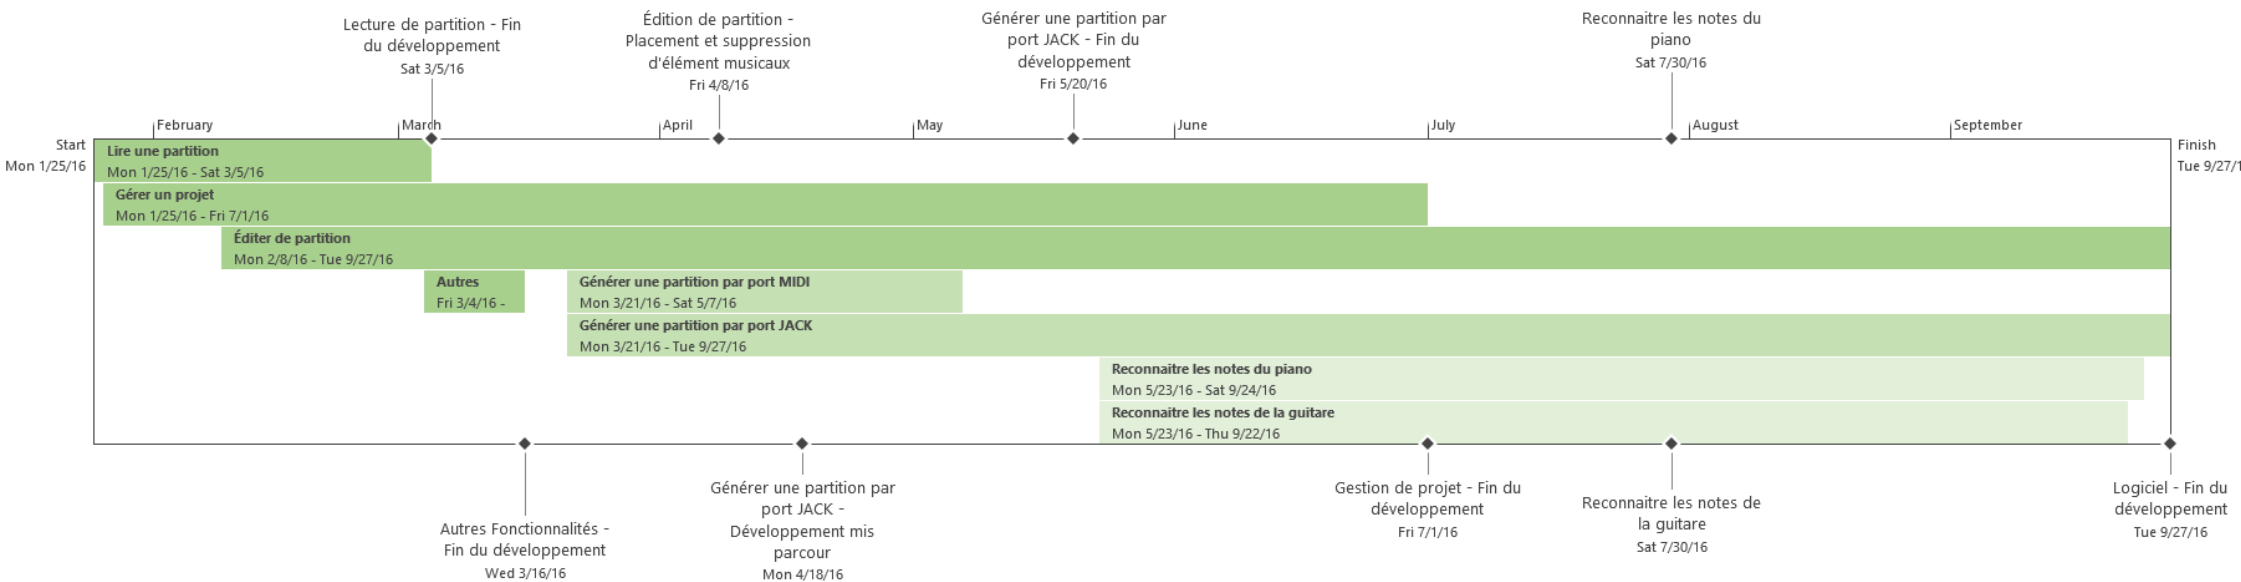 Lecture de partition - Fin
du développement
Sat 3/5/16
Édition de partition -
Placement et suppression
d'élément musicaux
Fri 4/8/16
Générer une partition par
port JACK - Fin du
développement
Fri 5/20/16
Reconnaitre les notes du
piano
Sat 7/30/16
February
March
April
May
June
July
August
September
Start
Mon 1/25/16
Finish
Tue 9/27/1
Lire une partition
Mon 1/25/16 - Sat 3/5/16
Gérer un projet
Mon 1/25/16 - Fri 7/1/16
Éditer de partition
Mon 2/8/16 - Tue 9/27/16
Autres
Fri 3/4/16 -
Générer une partition par port MIDI
Mon 3/21/16 - Sat 5/7/16
Générer une partition par port JACK
Mon 3/21/16 - Tue 9/27/16
Reconnaitre les notes du piano
Mon 5/23/16 - Sat 9/24/16
Reconnaitre les notes de la guitare
Mon 5/23/16 - Thu 9/22/16
Autres Fonctionnalités -
Fin du développement
Wed 3/16/16
Générer une partition par
port JACK -
Développement mis
parcour
Mon 4/18/16
Gestion de projet - Fin du
développement
Fri 7/1/16
Reconnaitre les notes de
la guitare
Sat 7/30/16
Logiciel - Fin du
développement
Tue 9/27/16